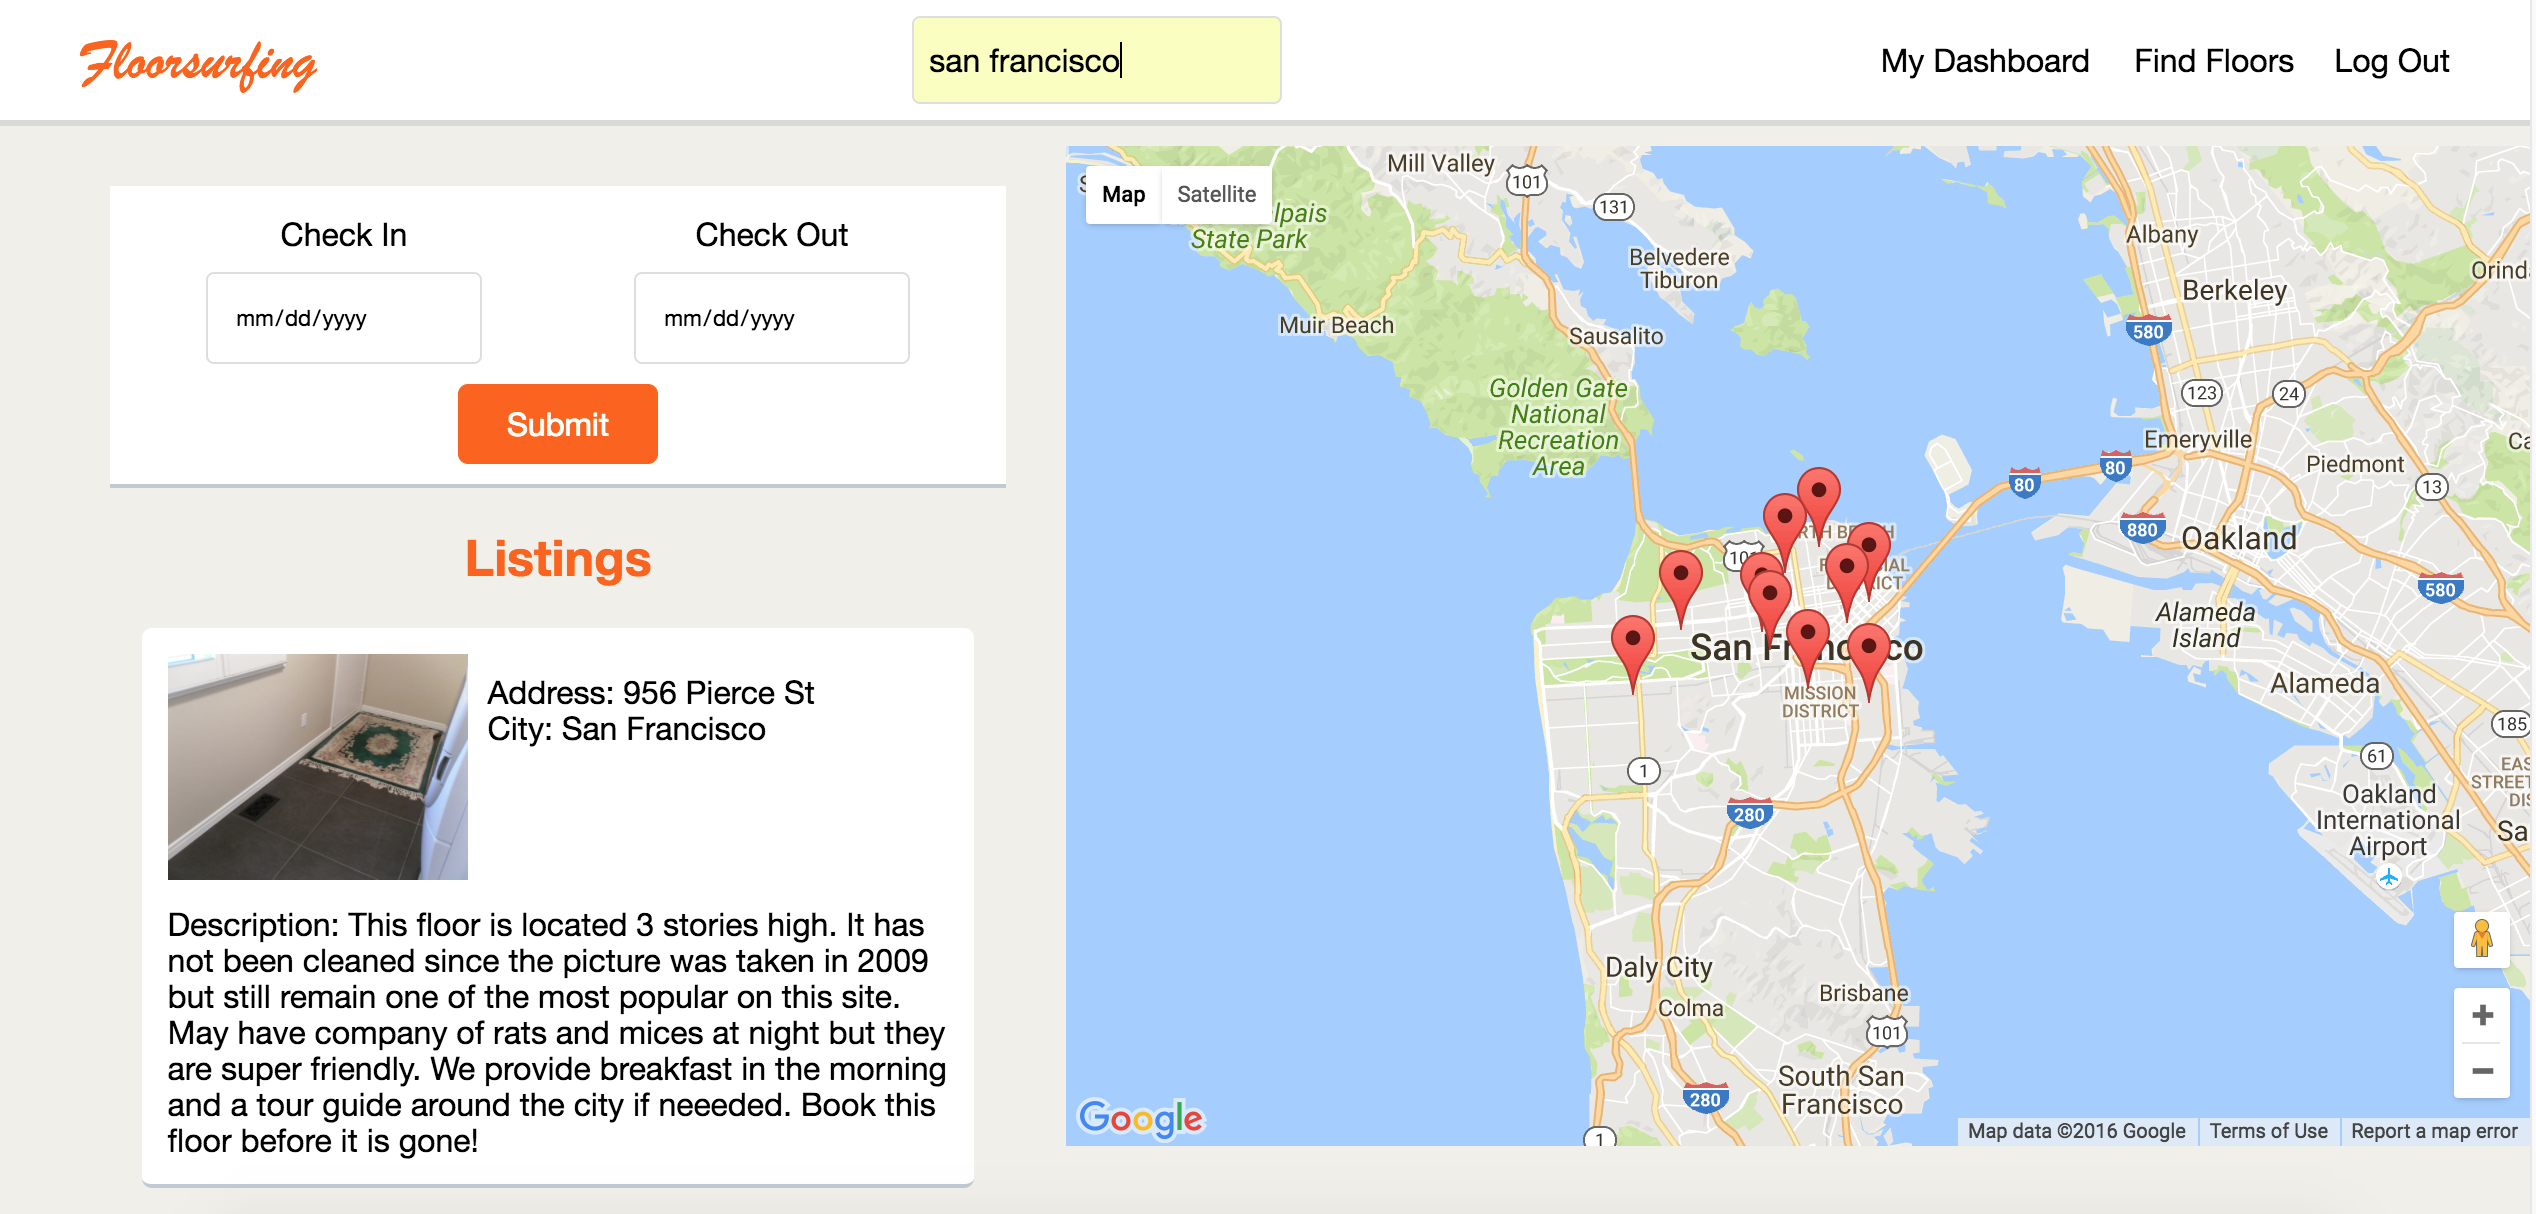 Floorsurfing
san francisco
My Dashboard
Find Floors
Log Out
Check In
Check Out
mm/dd/yyyy
mm/dd/yyyy
Submit
Listings
Address: 956 Pierce St
City: San Francisco
Description: This floor is located 3 stories high. It has
not been cleaned since the picture was taken in 2009
but still remain one of the most popular on this site.
May have company of rats and mices at night but they
are super friendly. We provide breakfast in the morning
and a tour guide around the city if neeeded. Book this
floor before it is gone!
Map
Satellite
Mill Valley
101
131
lpais
State Park
Albany
Belvedere
Tiburon
Orind
Berkeley
Muir Beach
Sausalito
580
Golden Gate
National
Recreation
Area
123
24
Emeryville
Piedmont
80
80
13
880
Oakland
580
Alameda
Island
San
co
Alameda
MISSION
DISTRICT
185
61
1
280
Oakland
International
Airport
Daly City
Colma
Brisbane
101
South San
Francisco
280
1
Google
Map data ©2016 Google
Terms of Use
Report a map error